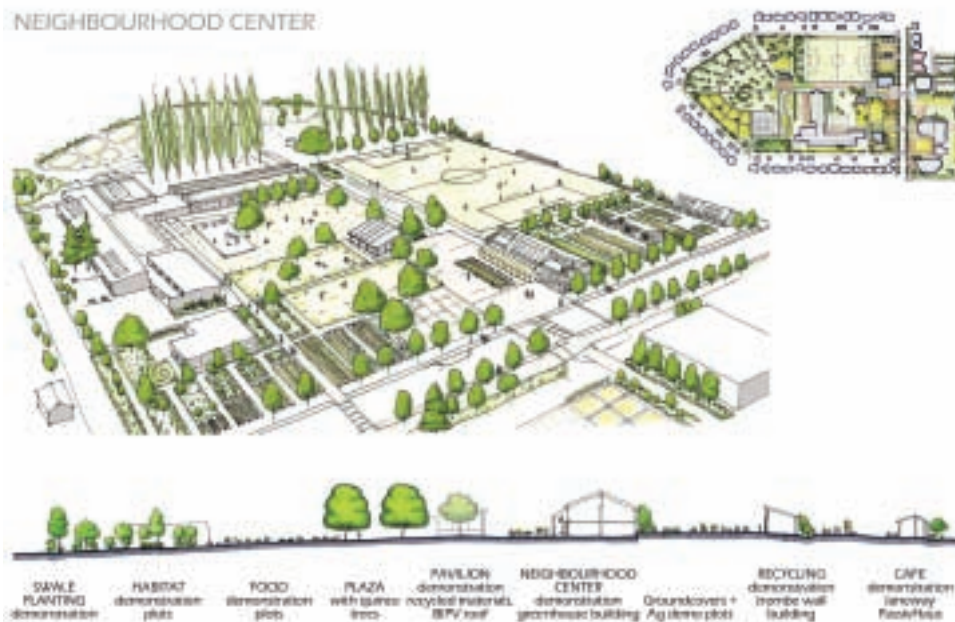 NEIGHBOURHOOD CENTER
SWALE
PLANTING
demonstration
HABITAT
demonstration
plots
FOOD
demonstration
plots
PLAZA
with
trees
PAVILION
demonstration
recycled materials,
BIPV roof
NEIGHBOURHOOD
CENTER
demonstration
greenhouse building
Groundcovers +
Ag demo plots
RECYCLING
demonstration
trombe wall
building
CAFE
demonstration
laneway